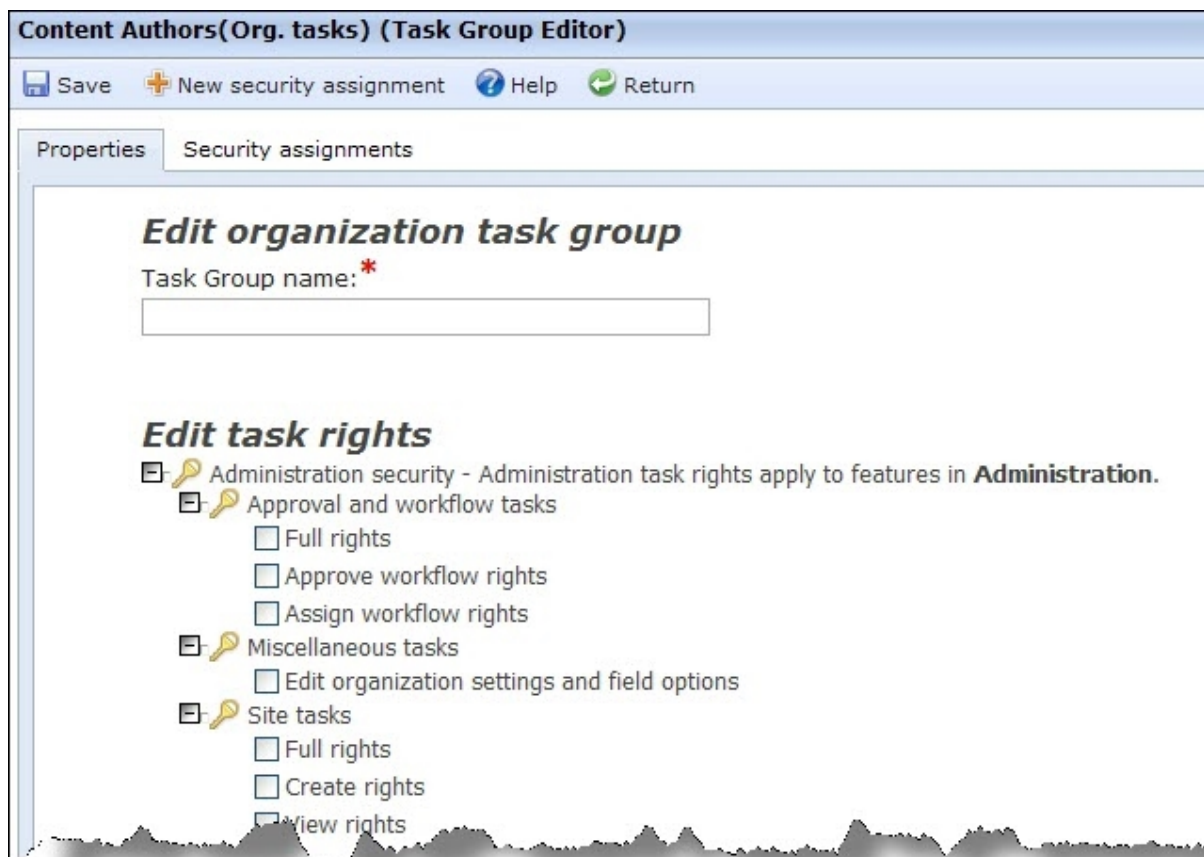 Content Authors(Org. tasks) (Task Group Editor)
Save New security assignment Help Return
Properties Security assignments
Edit organization task group
Task Group name:*
Edit task rights
Administration security - Administration task rights apply to features in Administration.
Approval and workflow tasks
Full rights
Approve workflow rights
Assign workflow rights
Miscellaneous tasks
Edit organization settings and field options
Site tasks
Full rights
Create rights
View rights